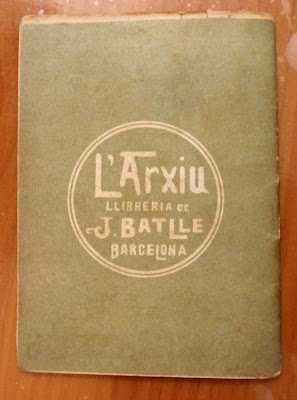 L'Arxiu
LLIBRERIA DE
J. BATLLE
BARCELONA